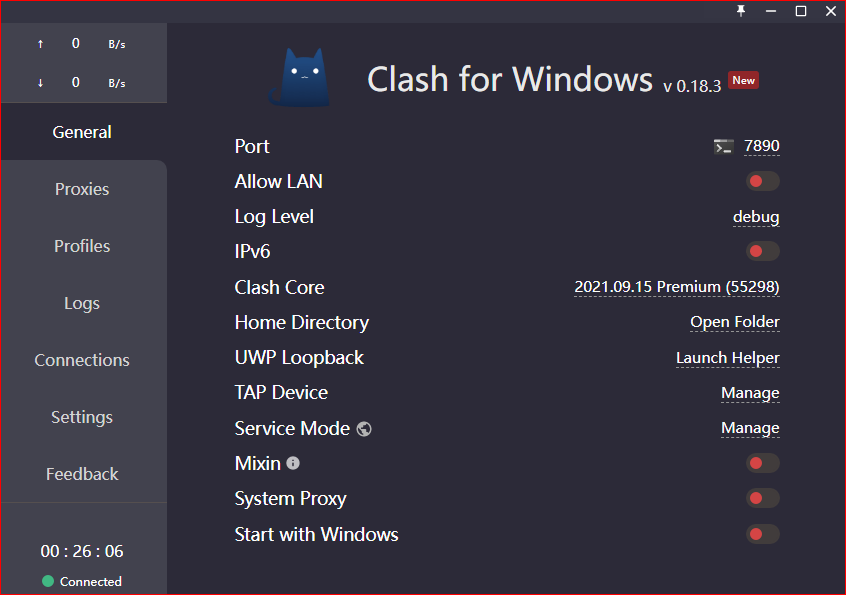 ↑ 0 B/s
↓ 0 B/s
General
Proxies
Profiles
Logs
Connections
Settings
Feedback
00 : 26 : 06
Connected
Clash for Windows v 0.18.3 New
Port 7890
Allow LAN
Log Level debug
IPv6
Clash Core 2021.09.15 Premium (55298)
Home Directory Open Folder
UWP Loopback Launch Helper
TAP Device Manage
Service Mode Manage
Mixin
System Proxy
Start with Windows